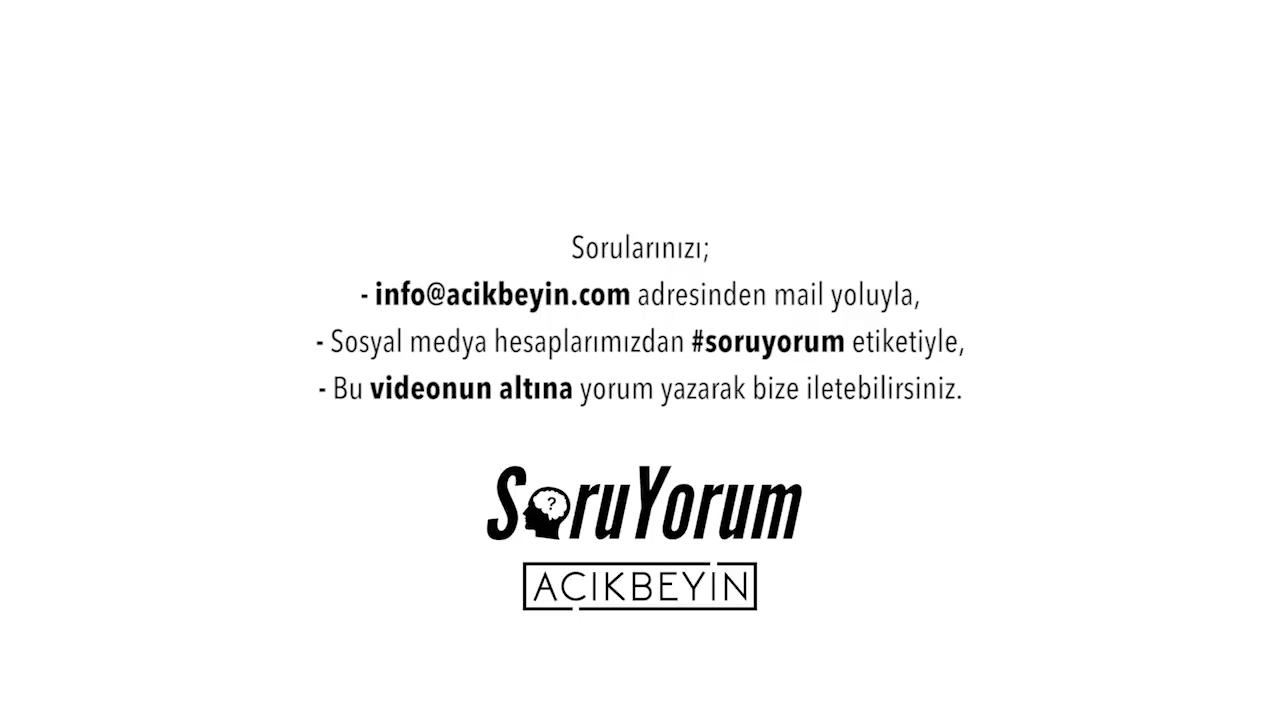 Sorularınızı;
- info@acikbeyin.com adresinden mail yoluyla,
- Sosyal medya hesaplarımızdan #soruyorum etiketiyle,
- Bu videonun altına yorum yazarak bize iletebilirsiniz.
SoruYorum
AÇIKBEYİN